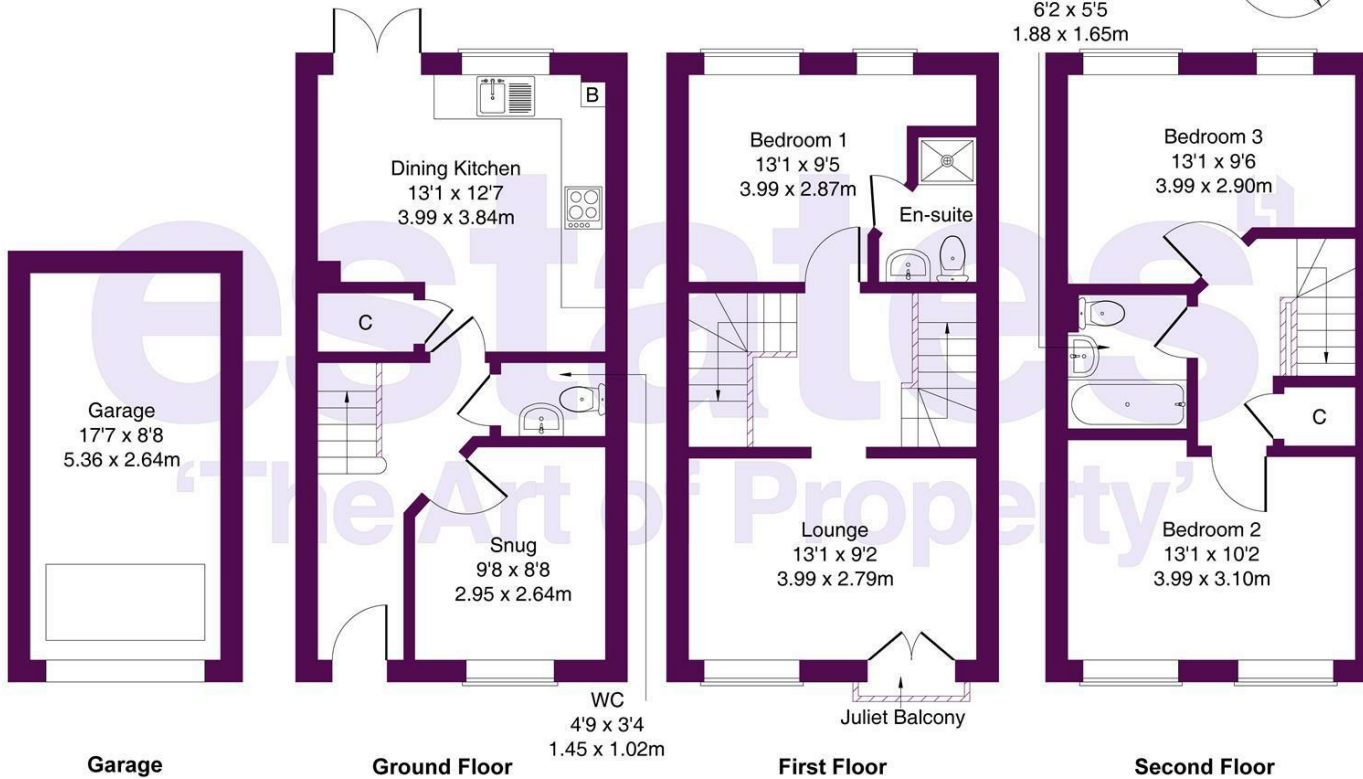 6'2 x 5'5
1.88 x 1.65m
B
Dining Kitchen
13'1 x 12'7
3.99 x 3.84m
C
Garage
17'7 x 8'8
5.36 x 2.64m
Snug
9'8 x 8'8
2.95 x 2.64m
WC
4'9 x 3'4
1.45 x 1.02m
Bedroom 1
13'1 x 9'5
3.99 x 2.87m
En-suite
Lounge
13'1 x 9'2
3.99 x 2.79m
Juliet Balcony
Bedroom 3
13'1 x 9'6
3.99 x 2.90m
C
Bedroom 2
13'1 x 10'2
3.99 x 3.10m
estates
'The Art of Property'
Garage
Ground Floor
First Floor
Second Floor